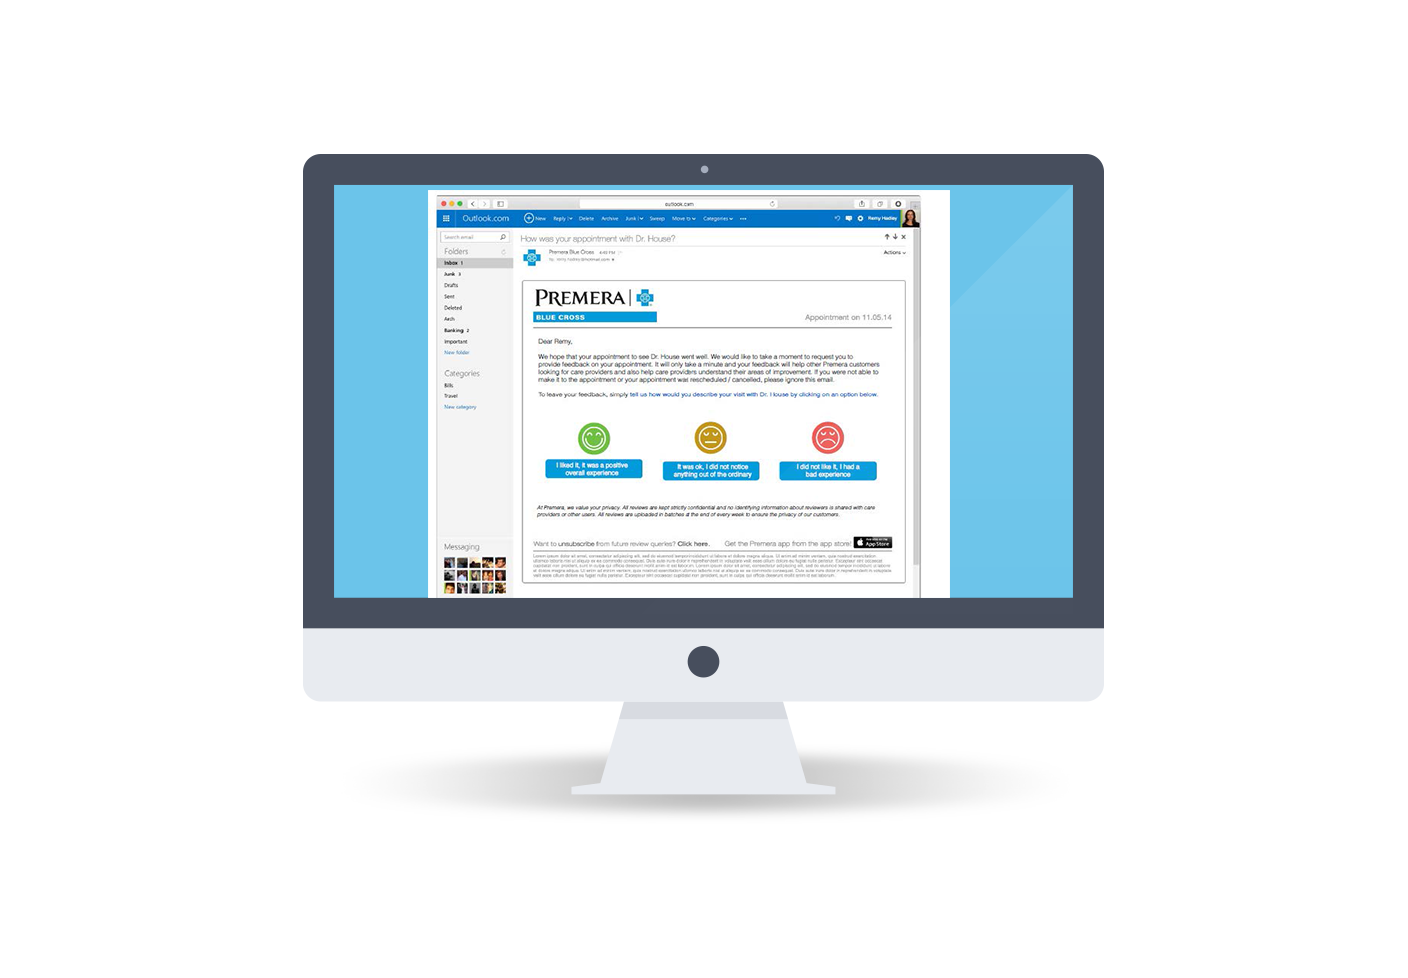 outlook.com
Outlook.com
New Reply Delete Archive Junk Sweep Move to Categories ••• Remy Hadley
Search email
Folders
Inbox 1
Junk 3
Drafts
Sent
Deleted
Arch
Banking 2
Important
New folder
Categories
Bills
Travel
New category
Messaging
How was your appointment with Dr. House?
Premera Blue Cross 4:40 PM
Actions
To: remy.hadley@hotmail.com
PREMERA
BLUE CROSS
Appointment on 11.05.14
Dear Remy,
We hope that your appointment to see Dr. House went well. We would like to take a moment to request you to
provide feedback on your appointment. It will only take a minute and your feedback will help other Premera customers
looking for care providers and also help care providers understand their areas of improvement. If you were not able to
make it to the appointment or your appointment was rescheduled / cancelled, please ignore this email.
To leave your feedback, simply tell us how would you describe your visit with Dr. House by clicking on an option below.
I liked it, it was a positive
overall experience
It was ok, I did not notice
anything out of the ordinary
I did not like it, I had a
bad experience
At Premera, we value your privacy. All reviews are kept strictly confidential and no identifying information about reviewers is shared with care
providers or other users. All reviews are uploaded in batches at the end of every week to ensure the privacy of our customers.
Want to unsubscribe from future review queries? Click here.
Get the Premera app from the app store!
App Store